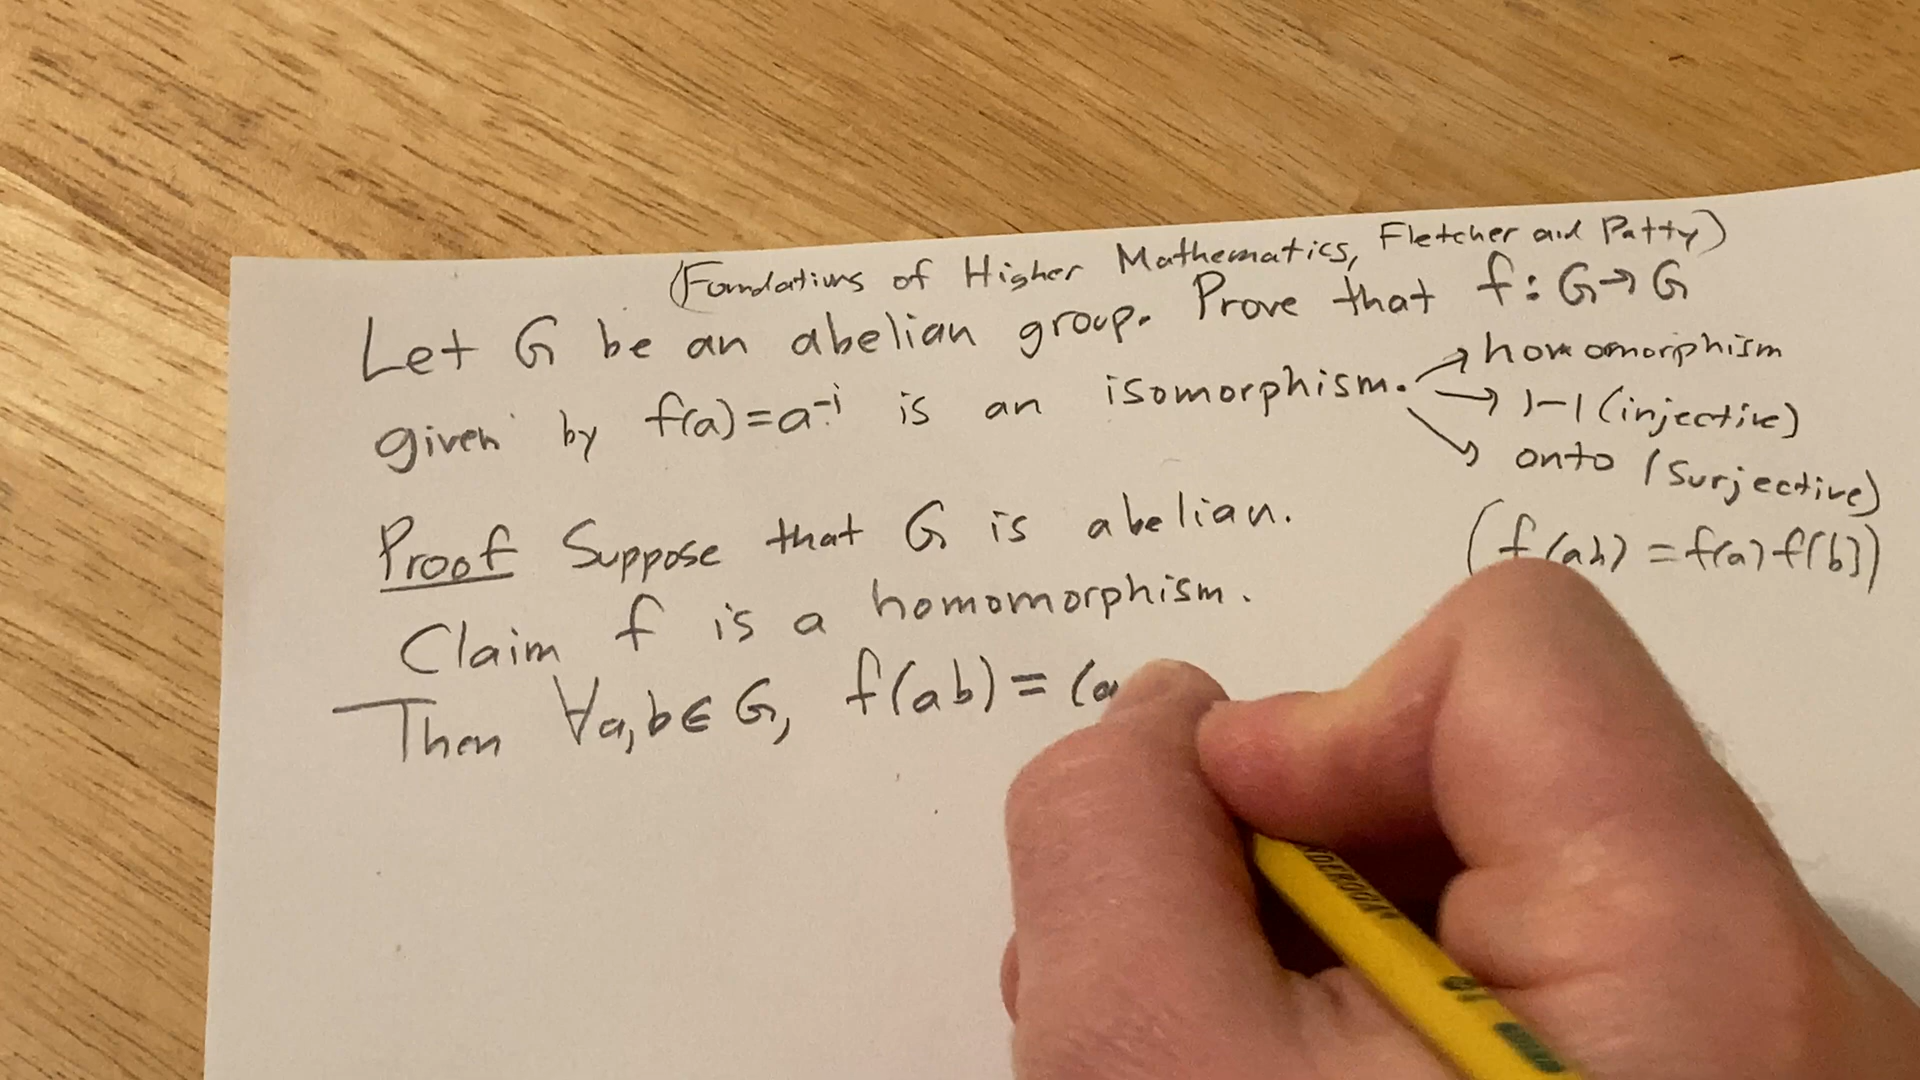 (Foundations of Higher Mathematics, Fletcher and Patty)
Let G be an abelian group. Prove that f: G→G
given by f(a)=a⁻¹ is an isomorphism.
→ homomorphism
→ 1-1 (injective)
→ onto (surjective)
(f(ab) = f(a)f(b))
Proof Suppose that G is abelian.
Claim f is a homomorphism.
Then ∀a,b∈G, f(ab) = (a